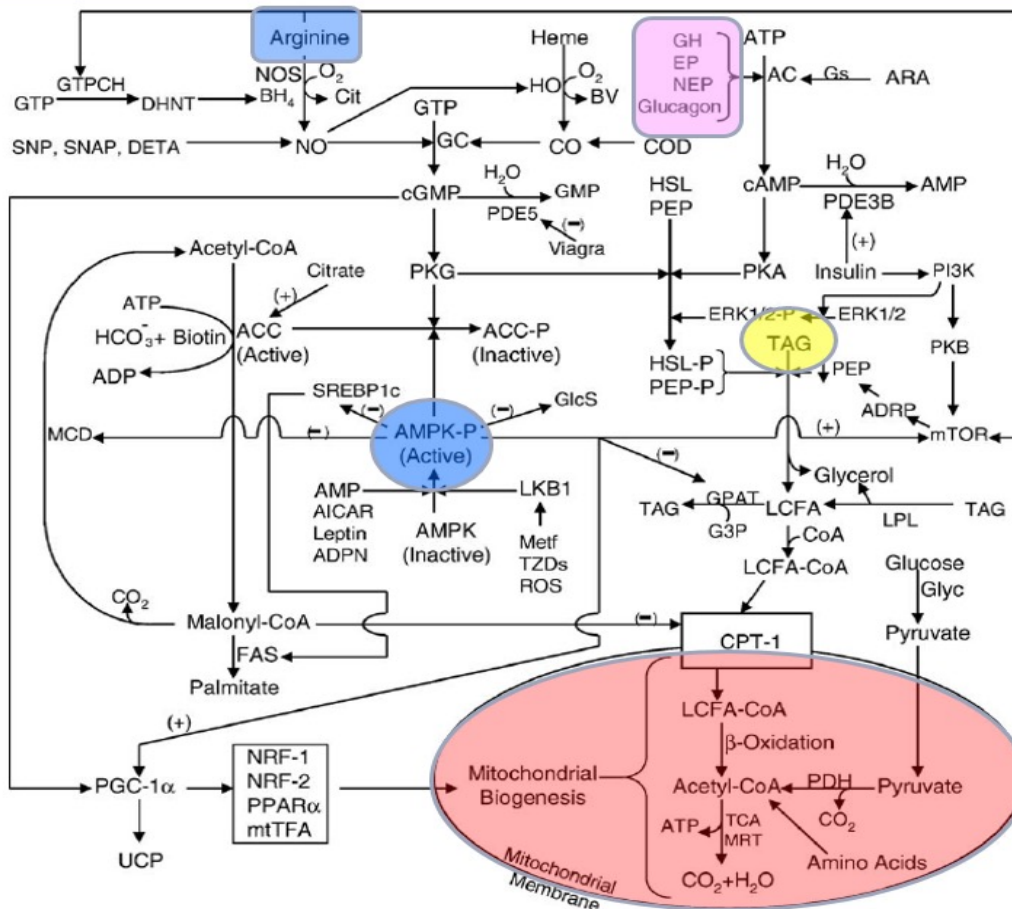 Arginine
Heme
GH
EP
NEP
Glucagon
ATP
AC
Gs
ARA
GTPCH
NOS
O2
GTP
DHNT
BH4
Cit
HO
O2
BV
GTP
SNP, SNAP, DETA
NO
GC
CO
COD
cGMP
H2O
GMP
PDE5
(-)
Viagra
HSL
PEP
cAMP
H2O
AMP
PDE3B
(+)
Acetyl-CoA
Citrate
(+)
PKG
PKA
Insulin
PI3K
ATP
HCO3- + Biotin
ADP
ACC
(Active)
ACC-P
(Inactive)
ERK1/2-P
ERK1/2
TAG
PKB
HSL-P
PEP-P
PEP
ADRP
SREBP1c
(-)
(-)
GlcS
MCD
(-)
AMPK-P
(Active)
(+)
mTOR
(-)
Glycerol
AMP
AICAR
Leptin
ADPN
AMPK
(Inactive)
LKB1
Metf
TZDs
ROS
TAG
GPAT
G3P
LCFA
LPL
TAG
CoA
LCFA-CoA
Glucose
Glyc
Pyruvate
CO2
Malonyl-CoA
(-)
CPT-1
FAS
Palmitate
(+)
LCFA-CoA
β-Oxidation
PGC-1α
NRF-1
NRF-2
PPARα
mtTFA
Mitochondrial
Biogenesis
Acetyl-CoA
PDH
CO2
Pyruvate
ATP
TCA
MRT
Amino Acids
UCP
CO2+H2O
Mitochondrial
Membrane